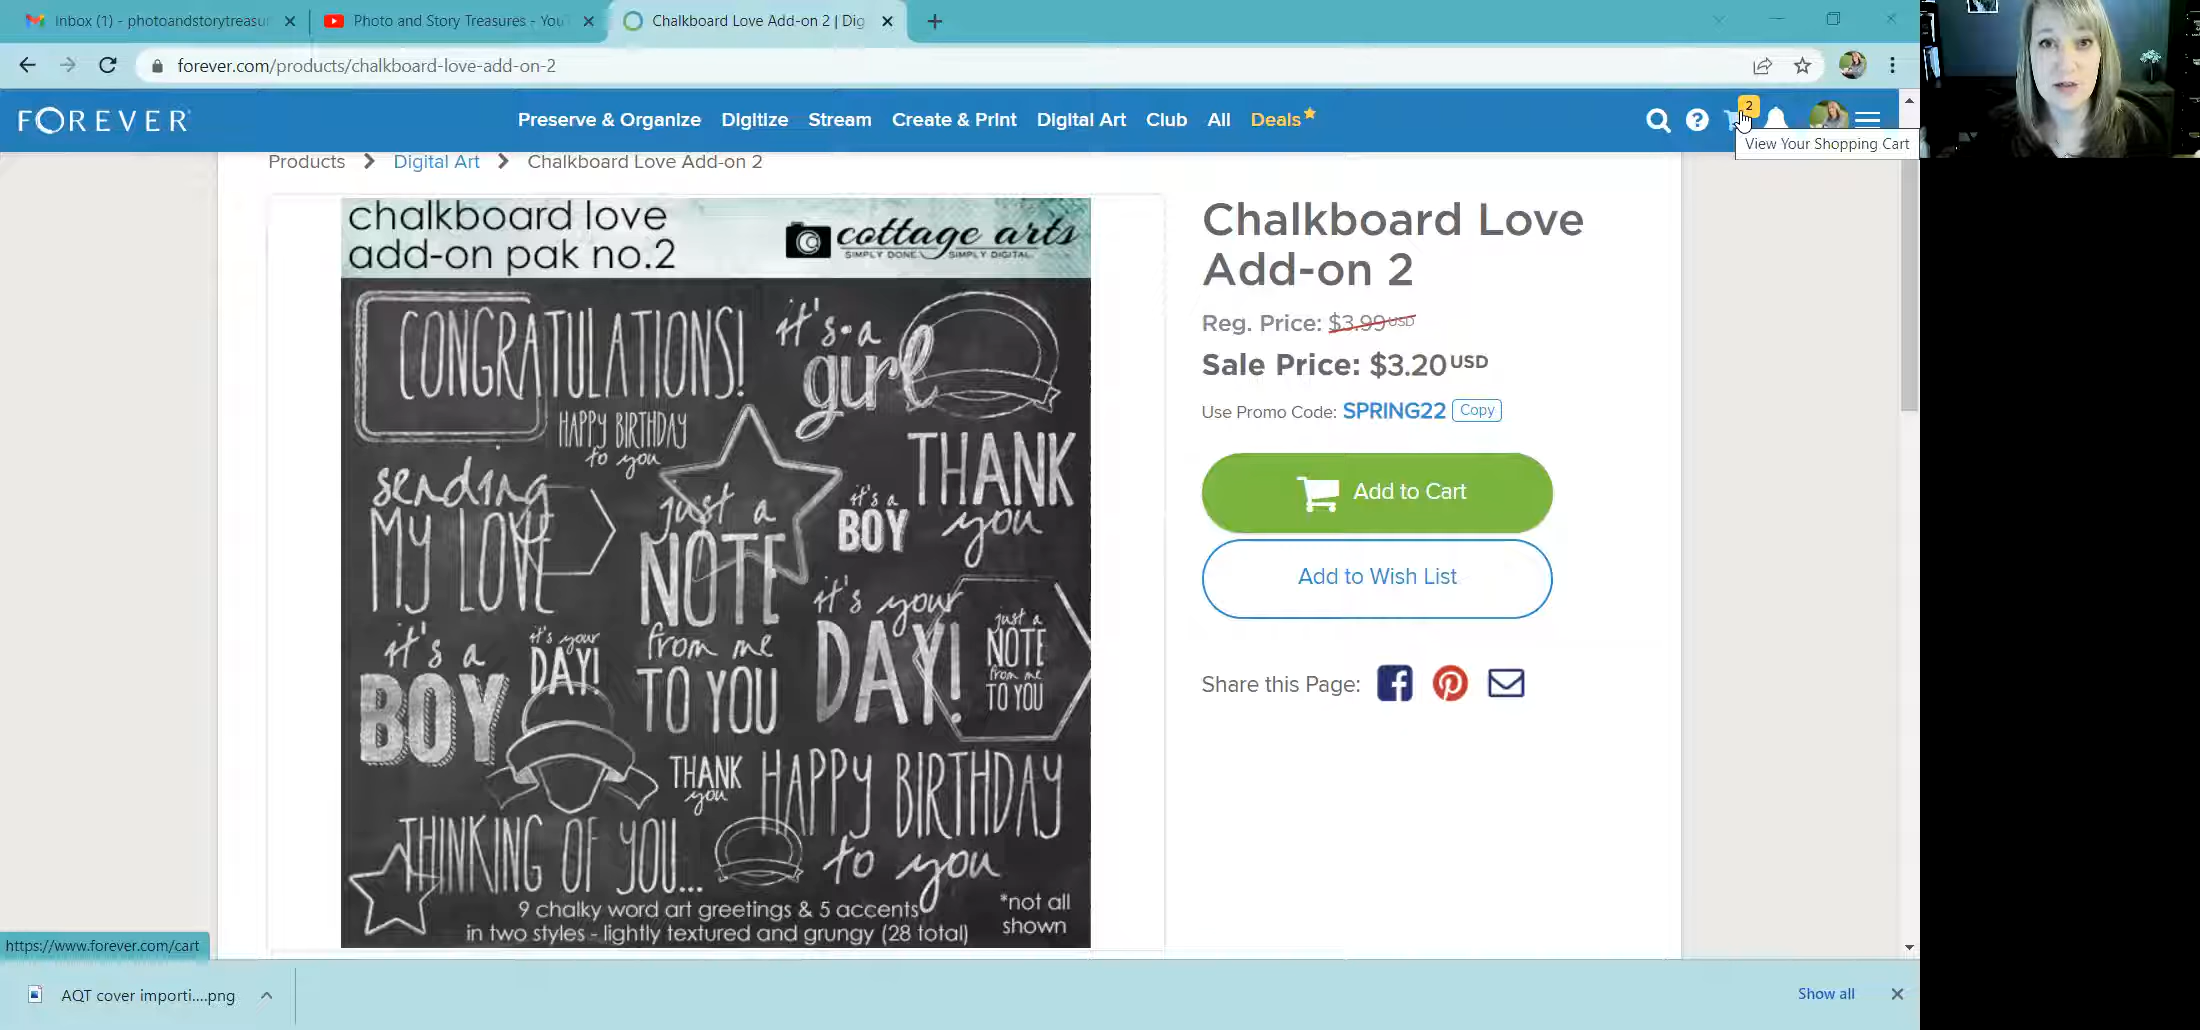 Inbox (1) - photoandstorytreasu
Photo and Story Treasures - You
Chalkboard Love Add-on 2 | Dig
forever.com/products/chalkboard-love-add-on-2
FOREVER
Preserve & Organize
Digitize
Stream
Create & Print
Digital Art
Club
All
Deals
2
View Your Shopping Cart
Products
Digital Art
Chalkboard Love Add-on 2
chalkboard love
add-on pak no.2
cottage arts
SIMPLY DONE. SIMPLY DIGITAL.
CONGRATULATIONS!
it's a
girl
HAPPY BIRTHDAY
to you
THANK
you
sending
MY LOVE
just a
NOTE
from me
TO YOU
it's a
BOY
it's your
DAY!
just a
NOTE
from me
TO YOU
it's a
BOY
it's your
DAY!
THANK
you
HAPPY BIRTHDAY
to you
THINKING OF YOU...
9 chalky word art greetings & 5 accents
in two styles - lightly textured and grungy (28 total)
*not all
shown
Chalkboard Love
Add-on 2
Reg. Price: $3.99 USD
Sale Price: $3.20 USD
Use Promo Code: SPRING22 Copy
Add to Cart
Add to Wish List
Share this Page:
https://www.forever.com/cart
AQT cover importi....png
Show all